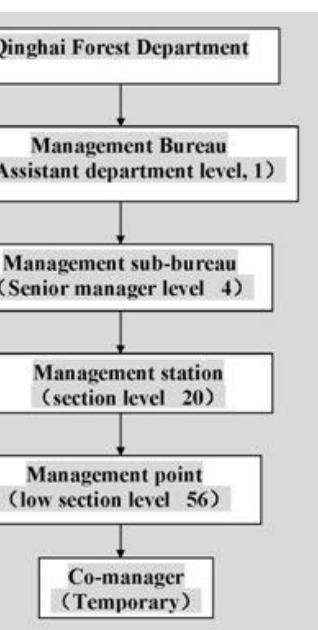 Qinghai Forest Department
Management Bureau
Assistant department level, 1）
Management sub-bureau
（Senior manager level 4）
Management station
（section level 20）
Management point
（low section level 56）
Co-manager
（Temporary）